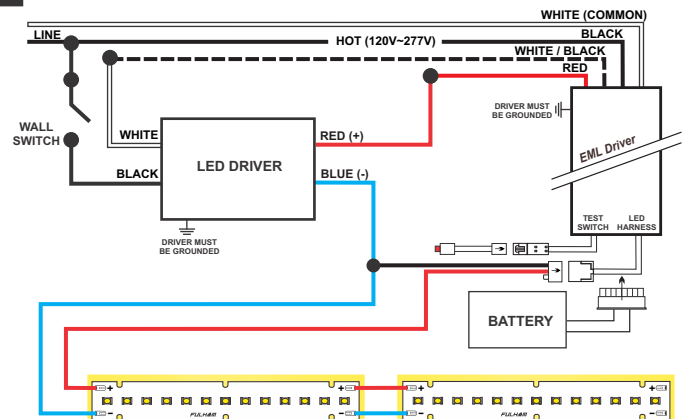 WHITE (COMMON)
LINE
BLACK
HOT (120V~277V)
WHITE / BLACK
RED
DRIVER MUST
BE GROUNDED
WALL
SWITCH
WHITE
RED (+)
EML Driver
LED DRIVER
BLACK
BLUE (-)
TEST
SWITCH
LED
HARNESS
DRIVER MUST
BE GROUNDED
BATTERY
+
+
+
+
-
FULHAM
-
-
FULHAM
-